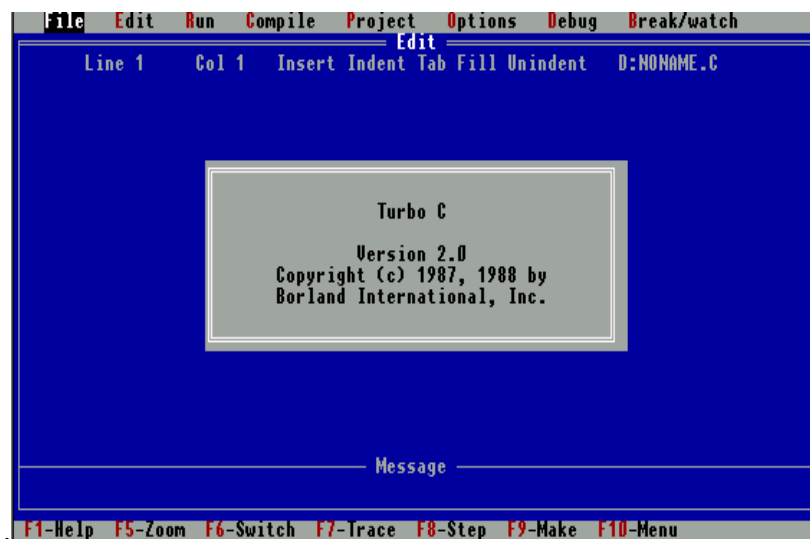 File Edit Run Compile Project Options Debug Break/watch
Edit
Line 1 Col 1 Insert Indent Tab Fill Unindent D:NONAME.C
Turbo C
Version 2.0
Copyright (c) 1987, 1988 by
Borland International, Inc.
Message
F1-Help F5-Zoom F6-Switch F7-Trace F8-Step F9-Make F10-Menu